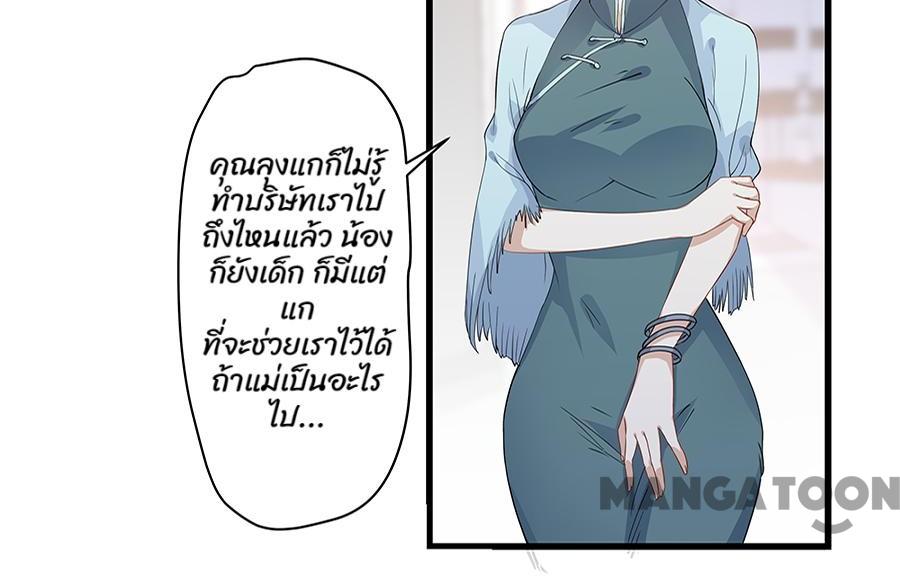 คุณลุงแกก็ไม่รู้
ทำบริษัทเราไป
ถึงไหนแล้ว น้อง
ก็ยังเด็ก ก็มีแต่
แก
ที่จะช่วยเราไว้ได้
ถ้าแม่เป็นอะไร
ไป...
MANGATOON